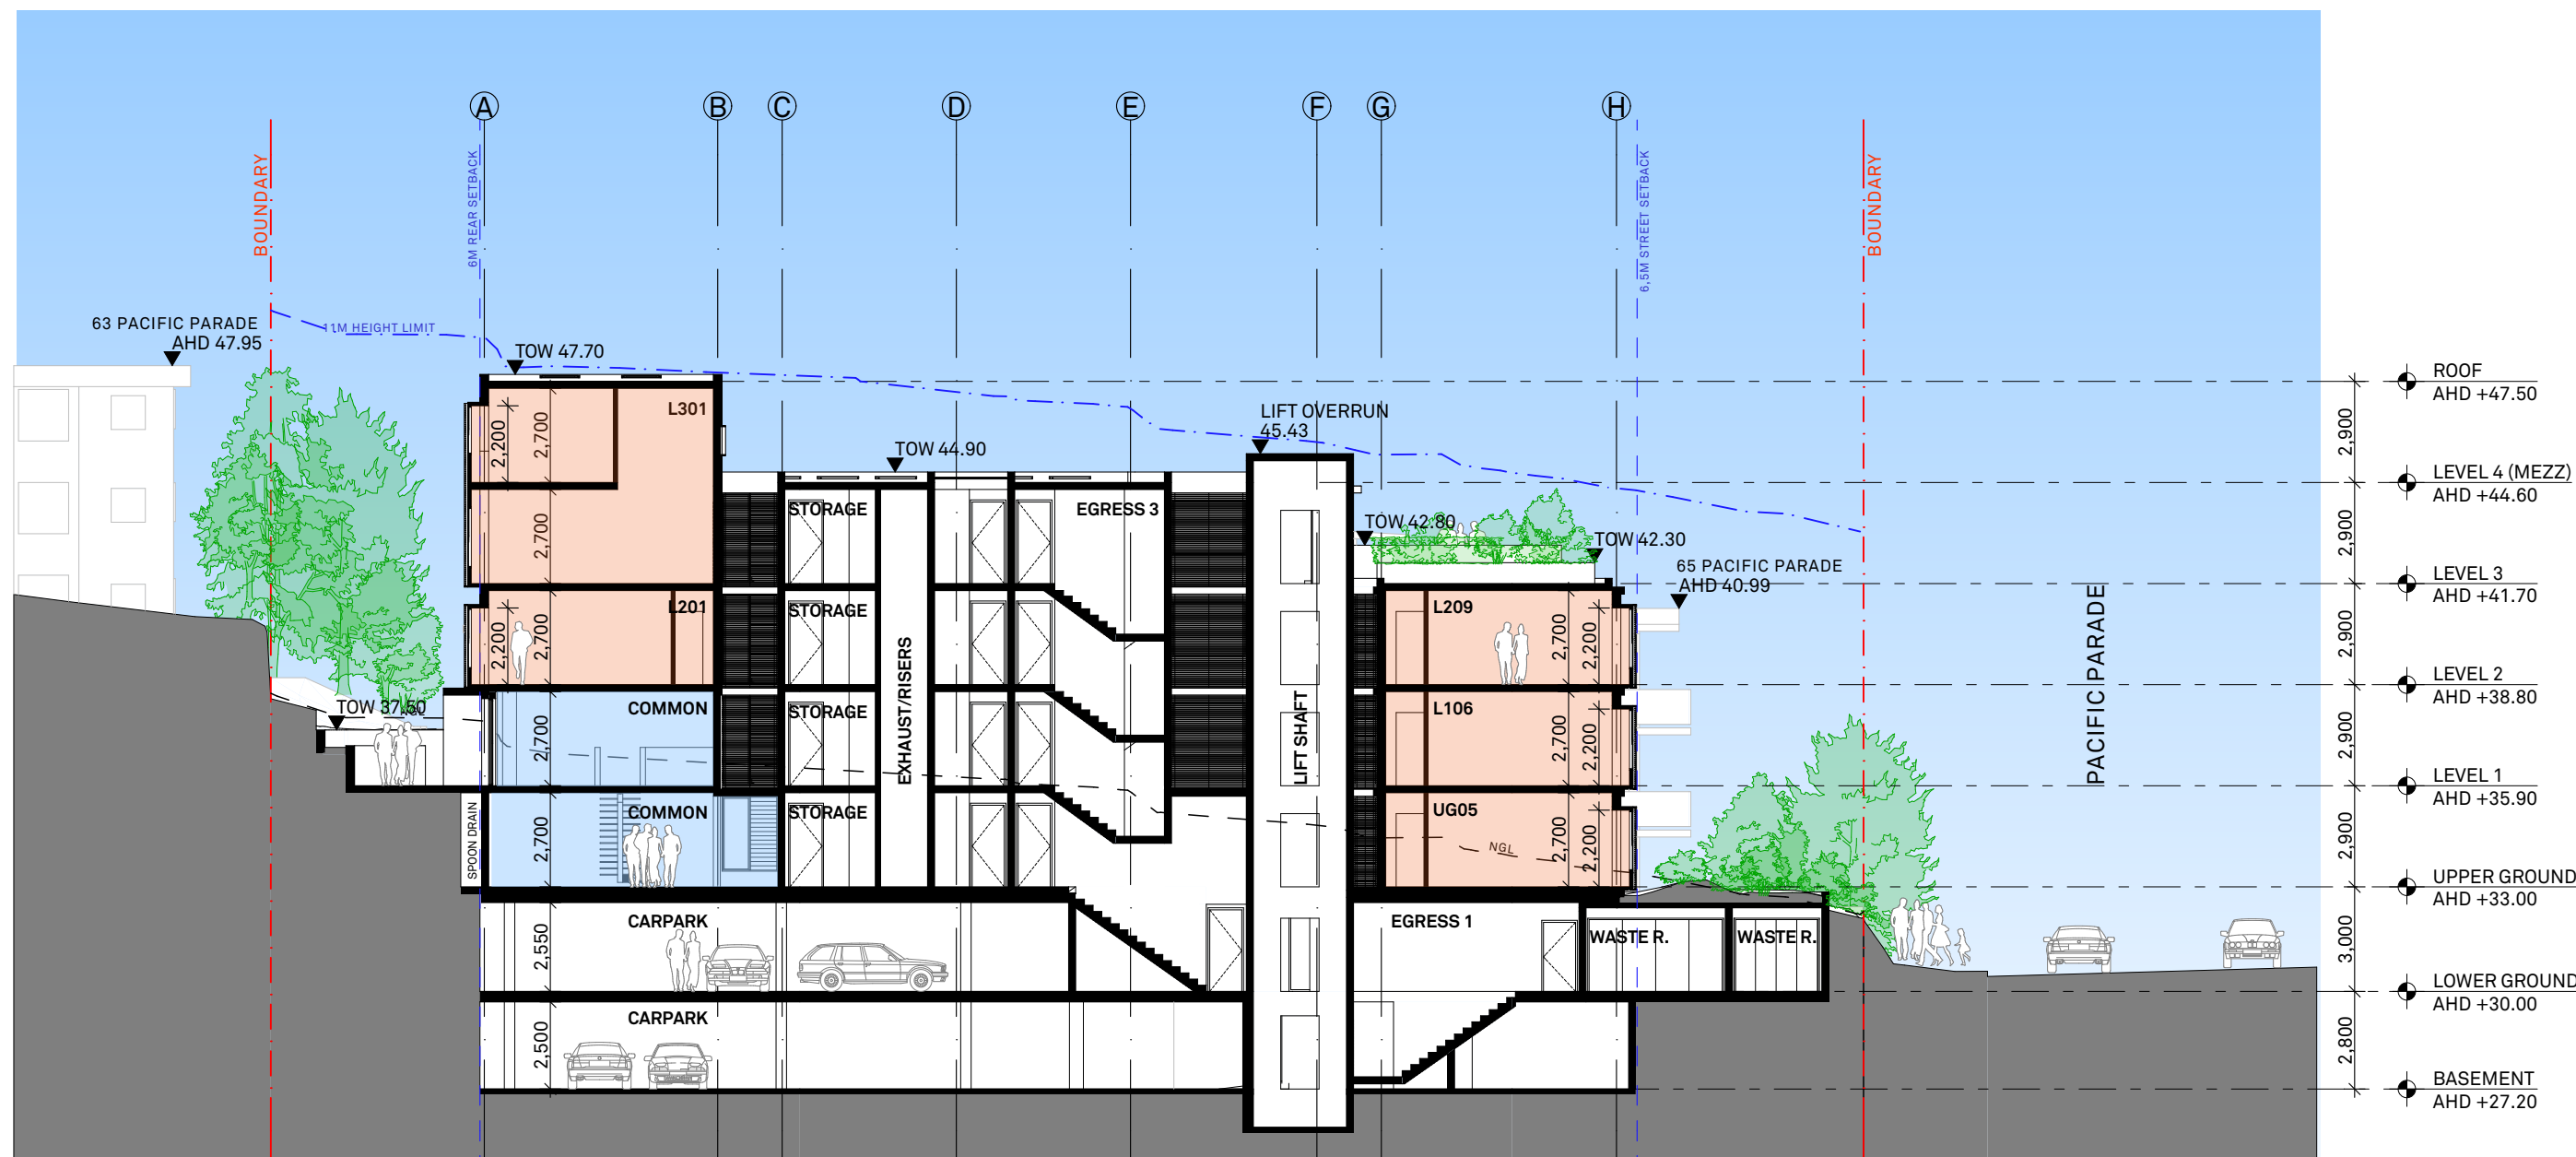 A
B
C
D
E
F
G
H
BOUNDARY
6M REAR SETBACK
6,5M STREET SETBACK
BOUNDARY
63 PACIFIC PARADE
AHD 47.95
11M HEIGHT LIMIT
TOW 47.70
LIFT OVERRUN
45.43
TOW 44.90
TOW 42.80
TOW 42.30
65 PACIFIC PARADE
AHD 40.99
ROOF
AHD +47.50
2,900
LEVEL 4 (MEZZ)
AHD +44.60
2,900
LEVEL 3
AHD +41.70
2,900
LEVEL 2
AHD +38.80
2,900
LEVEL 1
AHD +35.90
2,900
UPPER GROUND
AHD +33.00
3,000
LOWER GROUND
AHD +30.00
2,800
BASEMENT
AHD +27.20
L301
2,200
2,700
2,700
STORAGE
EGRESS 3
L201
2,200
2,700
STORAGE
L209
2,700
2,200
TOW 37.50
NGL
COMMON
2,700
STORAGE
EXHAUST/RISERS
LIFT SHAFT
L106
2,700
2,200
PACIFIC PARADE
SPOON DRAIN
COMMON
2,700
STORAGE
UG05
NGL
2,700
2,200
CARPARK
2,550
EGRESS 1
WASTE R.
WASTE R.
CARPARK
2,500